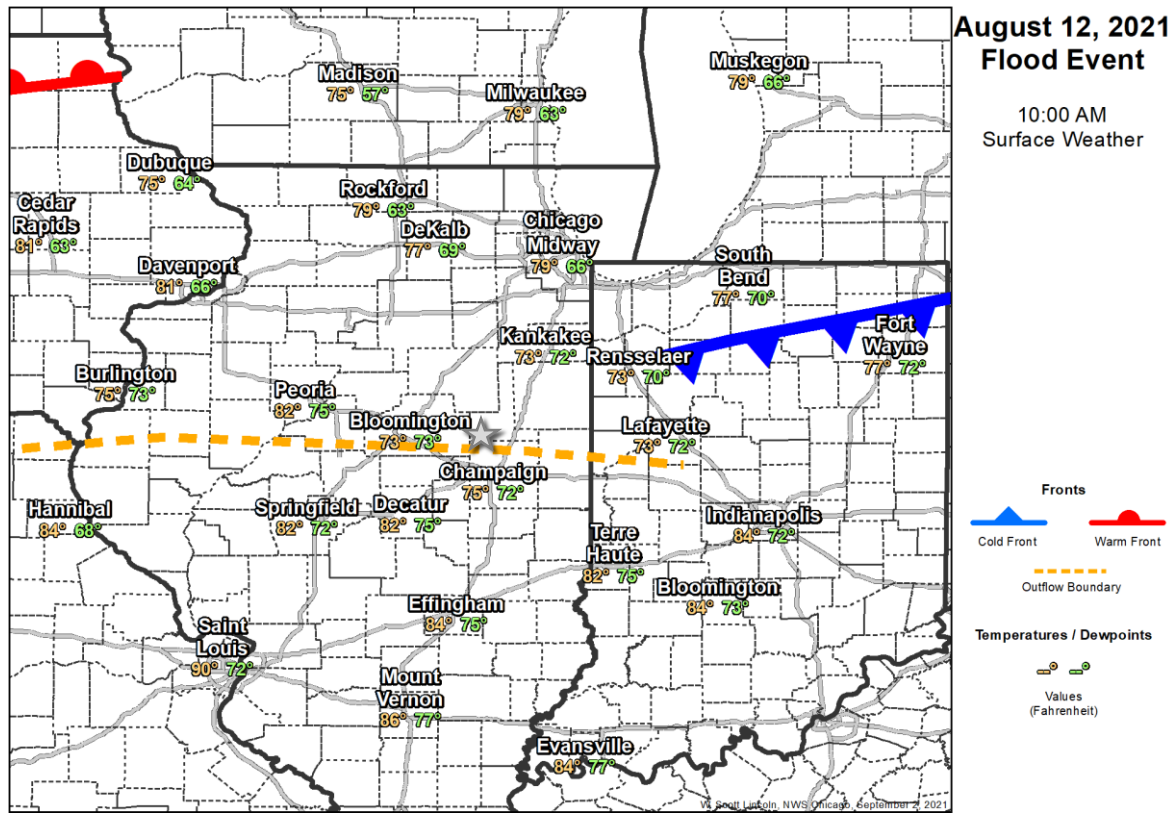 August 12, 2021
Flood Event
10:00 AM
Surface Weather
Madison
75° 57°
Milwaukee
79° 63°
Muskegon
79° 66°
Dubuque
75° 64°
Cedar
Rapids
81° 63°
Rockford
79° 63°
DeKalb
77° 69°
Chicago
Midway
79° 66°
Davenport
81° 66°
South
Bend
77° 70°
Kankakee
73° 72°
Rensselaer
73° 70°
Fort
Wayne
77° 72°
Burlington
75° 73°
Peoria
82° 75°
Bloomington
73° 73°
Lafayette
73° 72°
Champaign
75° 72°
Hannibal
84° 68°
Springfield
82° 72°
Decatur
82° 75°
Indianapolis
84° 72°
Terre
Haute
82° 75°
Bloomington
84° 73°
Effingham
84° 75°
Saint
Louis
90° 72°
Mount
Vernon
86° 77°
Evansville
84° 77°
W. Scott Lincoln, NWS Chicago, September 2, 2021
Fronts
Cold Front
Warm Front
Outflow Boundary
Temperatures / Dewpoints
_° _°
Values
(Fahrenheit)